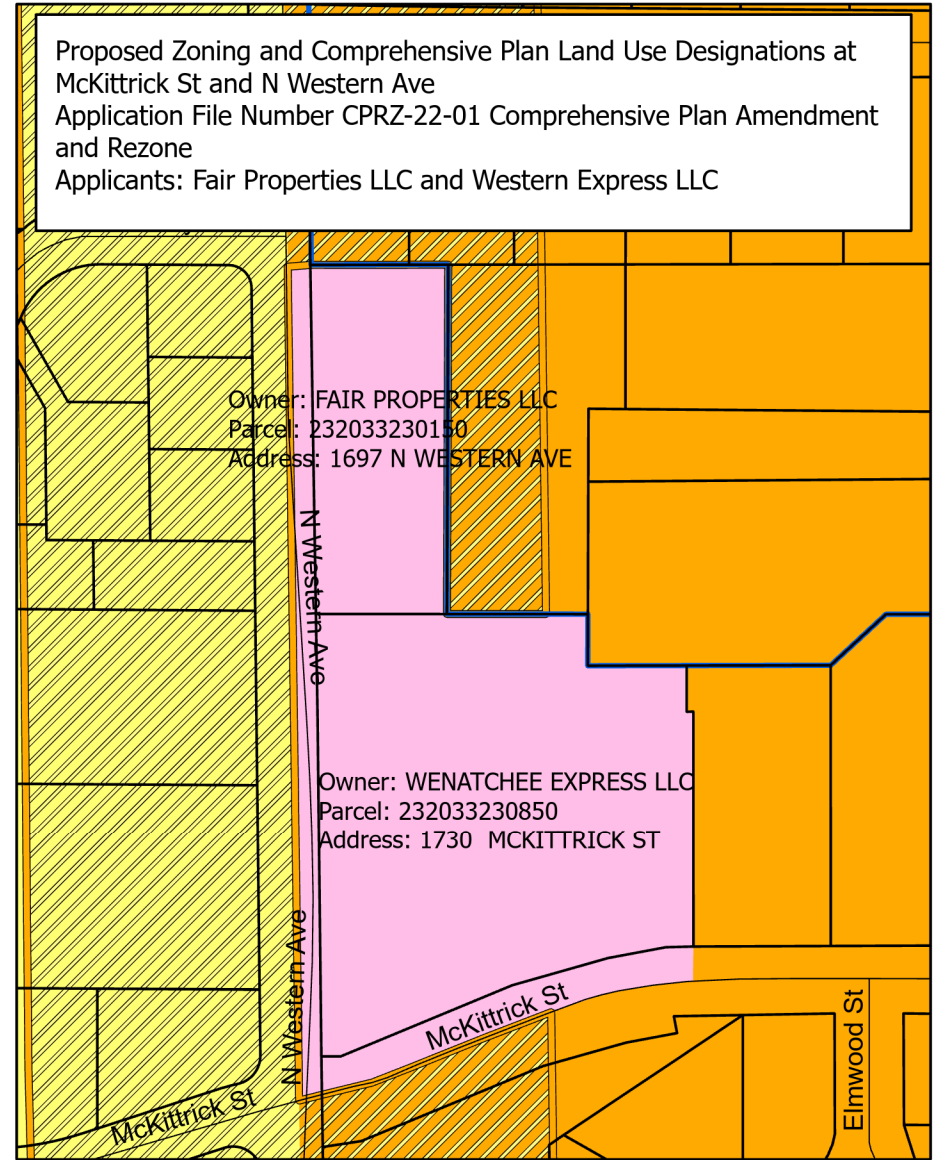 Proposed Zoning and Comprehensive Plan Land Use Designations at
McKittrick St and N Western Ave
Application File Number CPRZ-22-01 Comprehensive Plan Amendment
and Rezone
Applicants: Fair Properties LLC and Western Express LLC
Owner: FAIR PROPERTIES LLC
Parcel: 232033230150
Address: 1697 N WESTERN AVE
N Western Ave
Owner: WENATCHEE EXPRESS LLC
Parcel: 232033230850
Address: 1730 MCKITTRICK ST
N Western Ave
McKittrick St
Elmwood St
McKittrick St